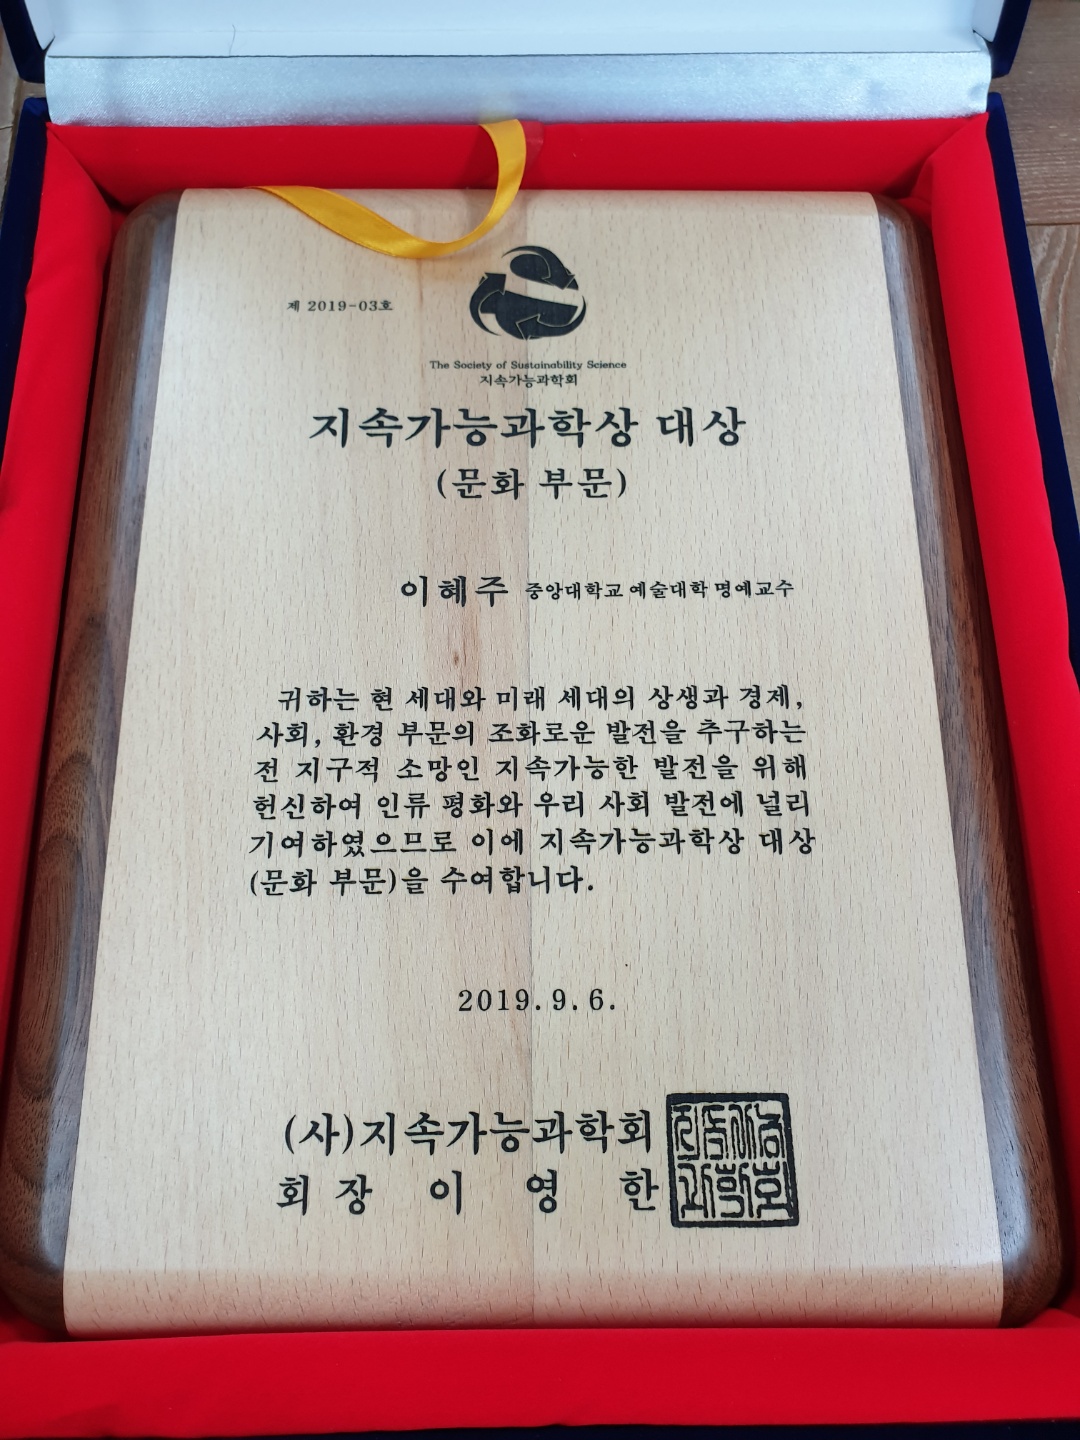 제 2019-03호
The Society of Sustainability Science
지속가능과학회
지속가능과학상 대상
(문화 부문)
이혜주 중앙대학교 예술대학 명예교수
귀하는 현 세대와 미래 세대의 상생과 경제,
사회, 환경 부문의 조화로운 발전을 추구하는
전 지구적 소망인 지속가능한 발전을 위해
헌신하여 인류 평화와 우리 사회 발전에 널리
기여하였으므로 이에 지속가능과학상 대상
(문화 부문)을 수여합니다.
2019.9.6.
(사)지속가능과학회
회 장 이 영 한